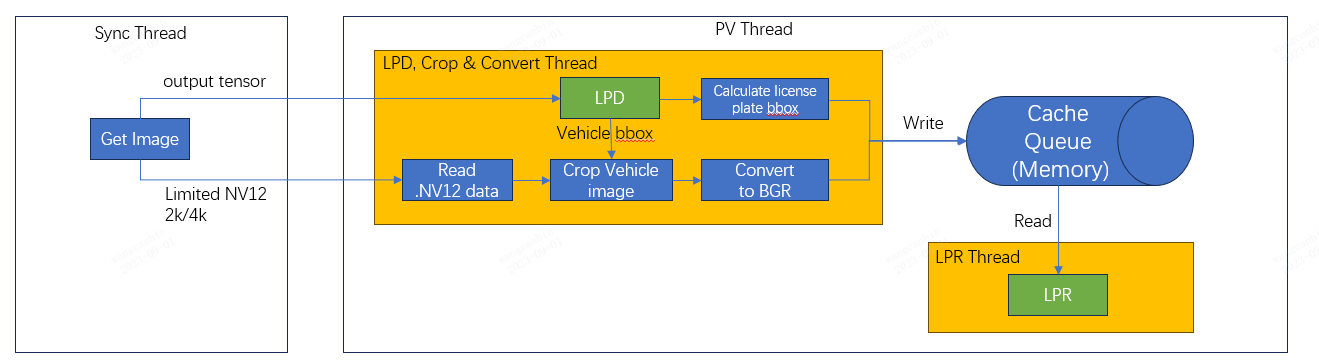 Sync Thread
PV Thread
LPD, Crop & Convert Thread
output tensor
LPD
Calculate license
plate bbox
Get Image
Vehicle bbox
Write
Cache
Queue
(Memory)
Read
.NV12 data
Crop Vehicle
image
Convert
to BGR
Limited NV12
2k/4k
Read
LPR Thread
LPR